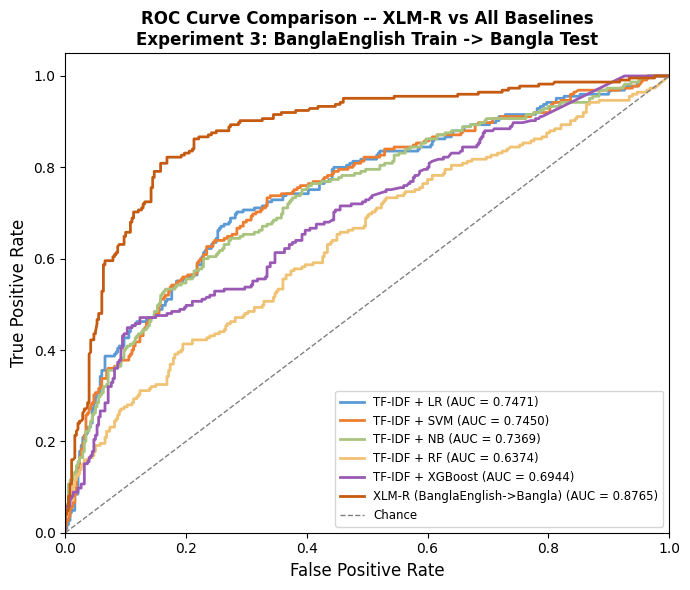 ROC Curve Comparison -- XLM-R vs All Baselines
Experiment 3: BanglaEnglish Train -> Bangla Test
True Positive Rate
1.0
0.8
0.6
0.4
0.2
0.0
TF-IDF + LR (AUC = 0.7471)
TF-IDF + SVM (AUC = 0.7450)
TF-IDF + NB (AUC = 0.7369)
TF-IDF + RF (AUC = 0.6374)
TF-IDF + XGBoost (AUC = 0.6944)
XLM-R (BanglaEnglish->Bangla) (AUC = 0.8765)
Chance
0.0 0.2 0.4 0.6 0.8 1.0
False Positive Rate